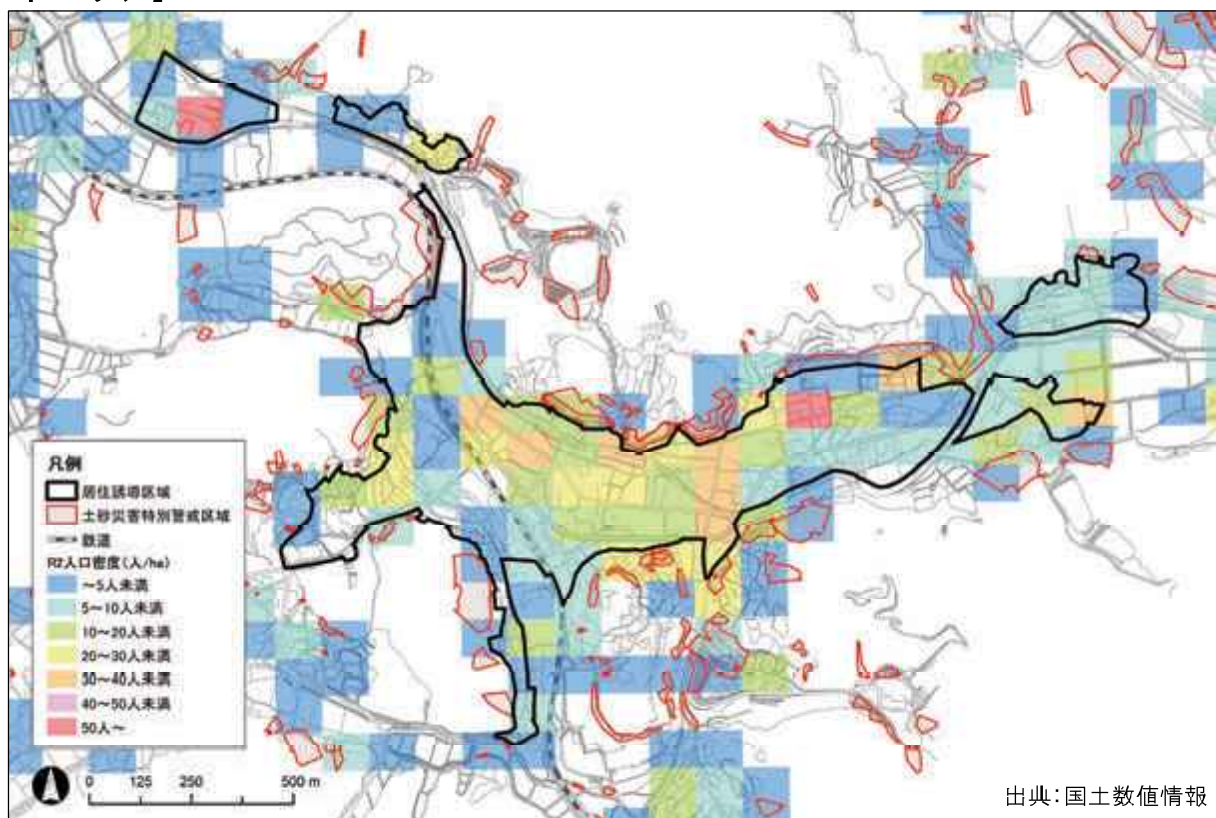 凡例
居住誘導区域
土砂災害特別警戒区域
鉄道
R2人口密度(人/ha)
～5人未満
5～10人未満
10～20人未満
20～30人未満
30～40人未満
40～50人未満
50人～
0 125 250 500 m
出典:国土数値情報